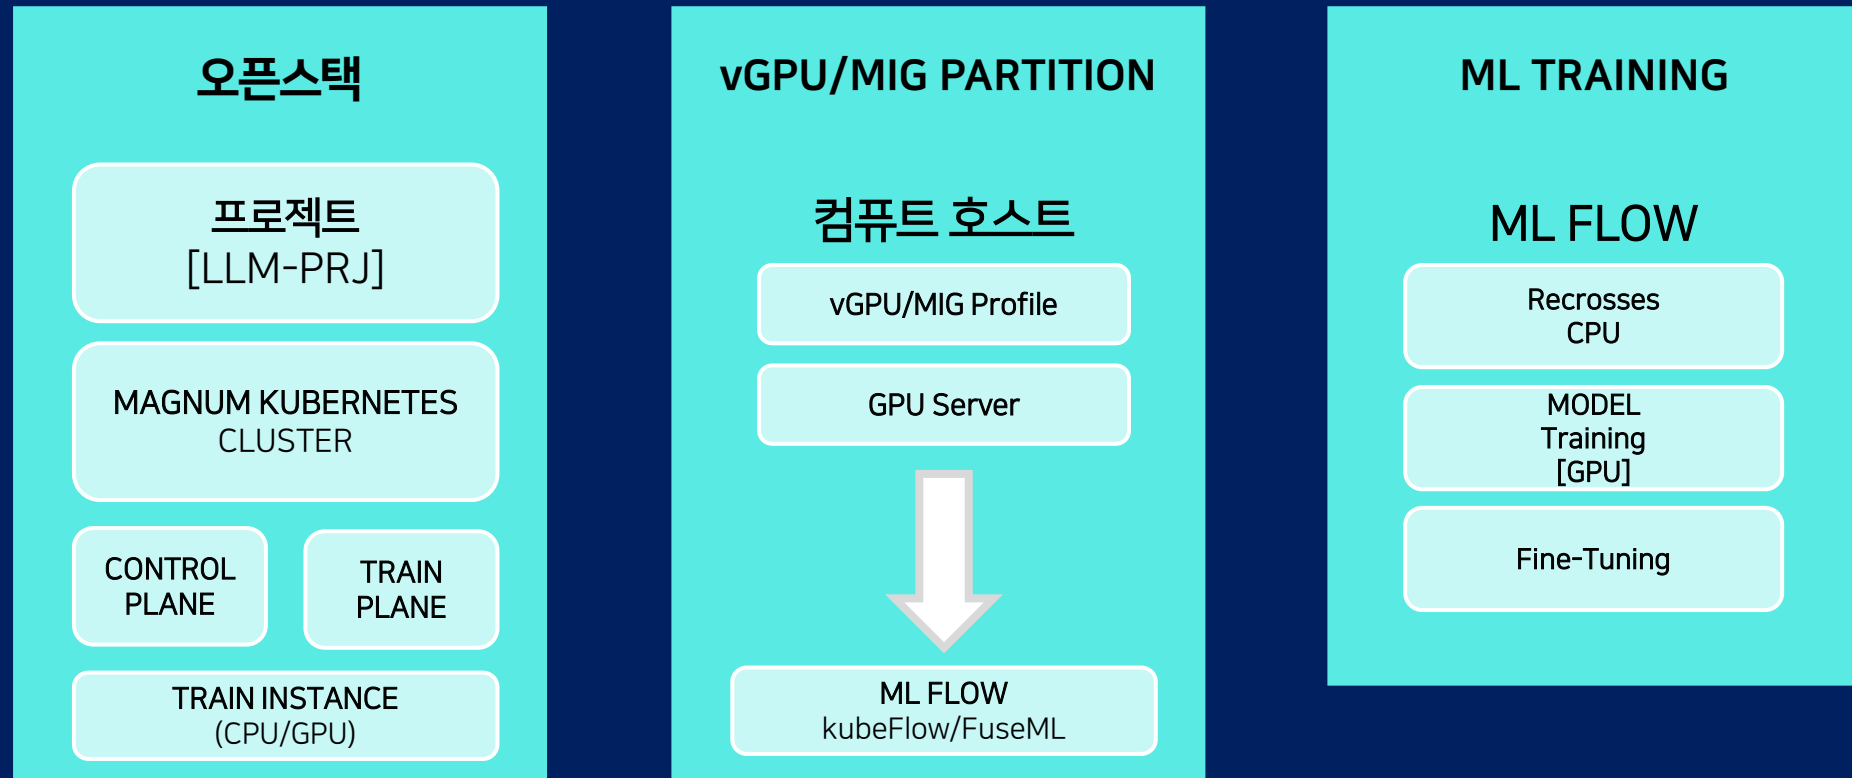 오픈스택
프로젝트
[LLM-PRJ]
MAGNUM KUBERNETES
CLUSTER
CONTROL
PLANE
TRAIN
PLANE
TRAIN INSTANCE
(CPU/GPU)
vGPU/MIG PARTITION
컴퓨트 호스트
vGPU/MIG Profile
GPU Server
ML FLOW
kubeFlow/FuseML
ML TRAINING
ML FLOW
Recrosses
CPU
MODEL
Training
[GPU]
Fine-Tuning